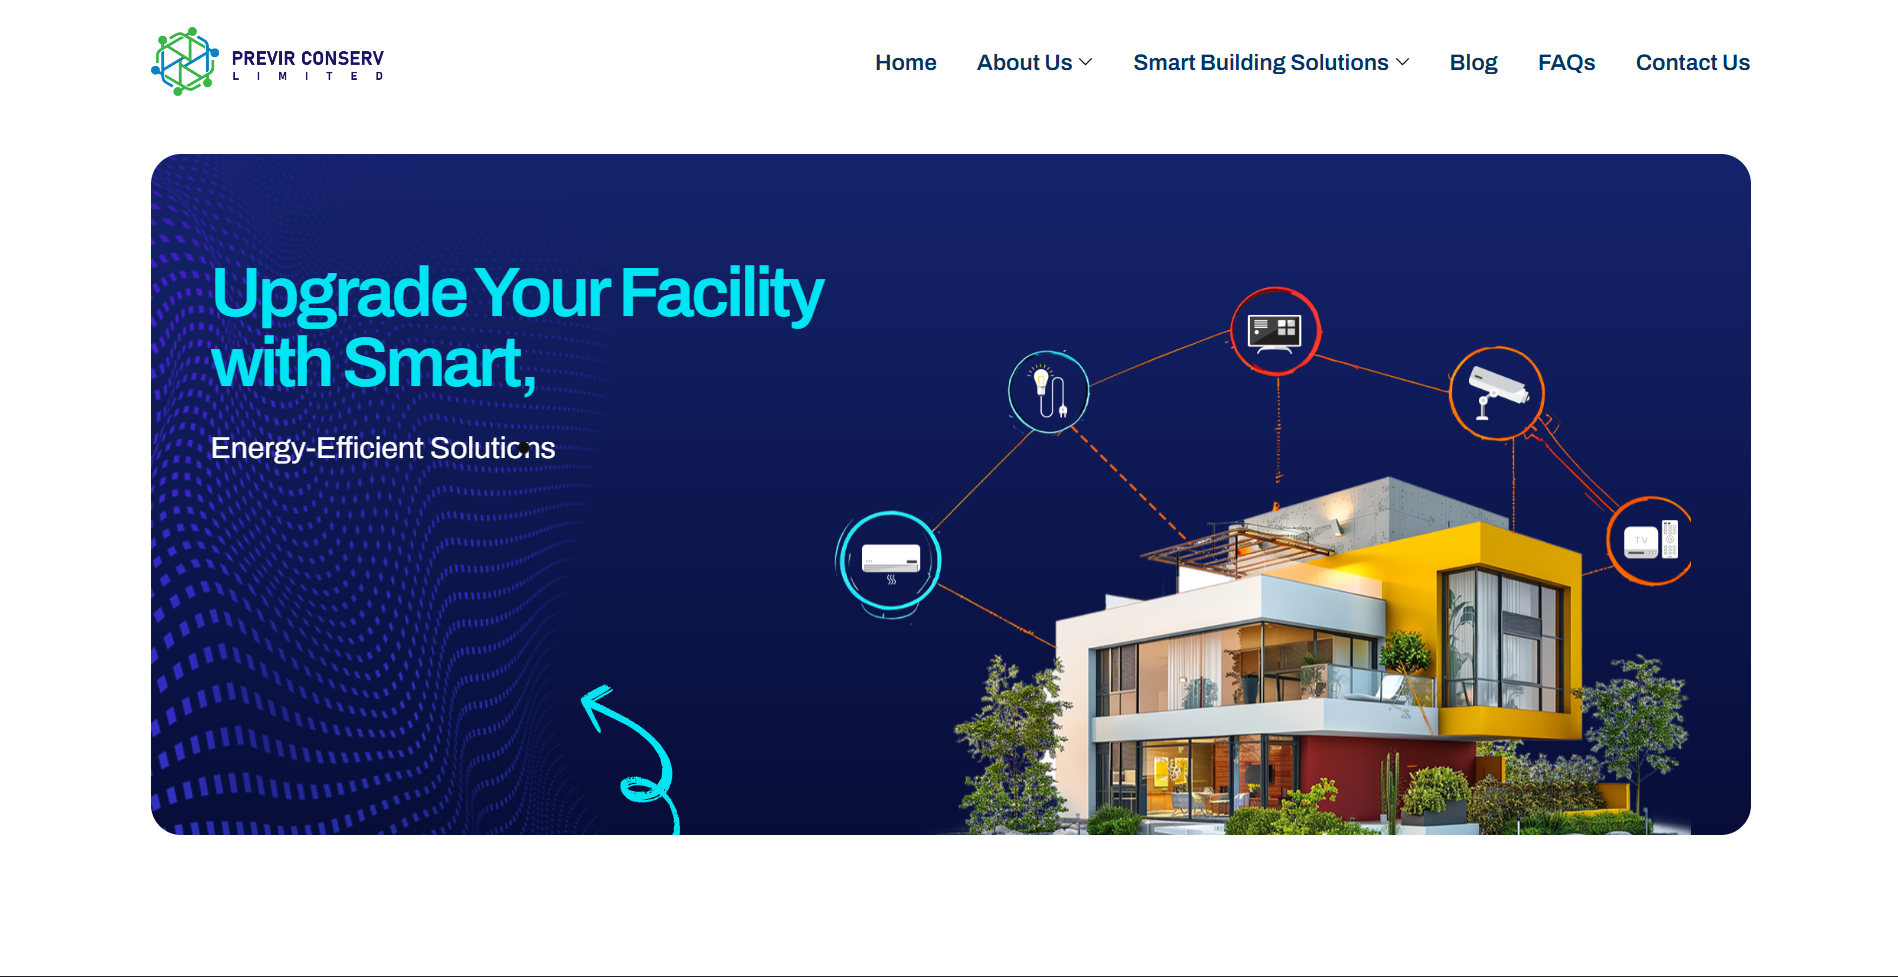 PREVIR CONSERV
LIMITED
Home
About Us
Smart Building Solutions
Blog
FAQs
Contact Us
Upgrade Your Facility
with Smart,
Energy-Efficient Solutions
TV